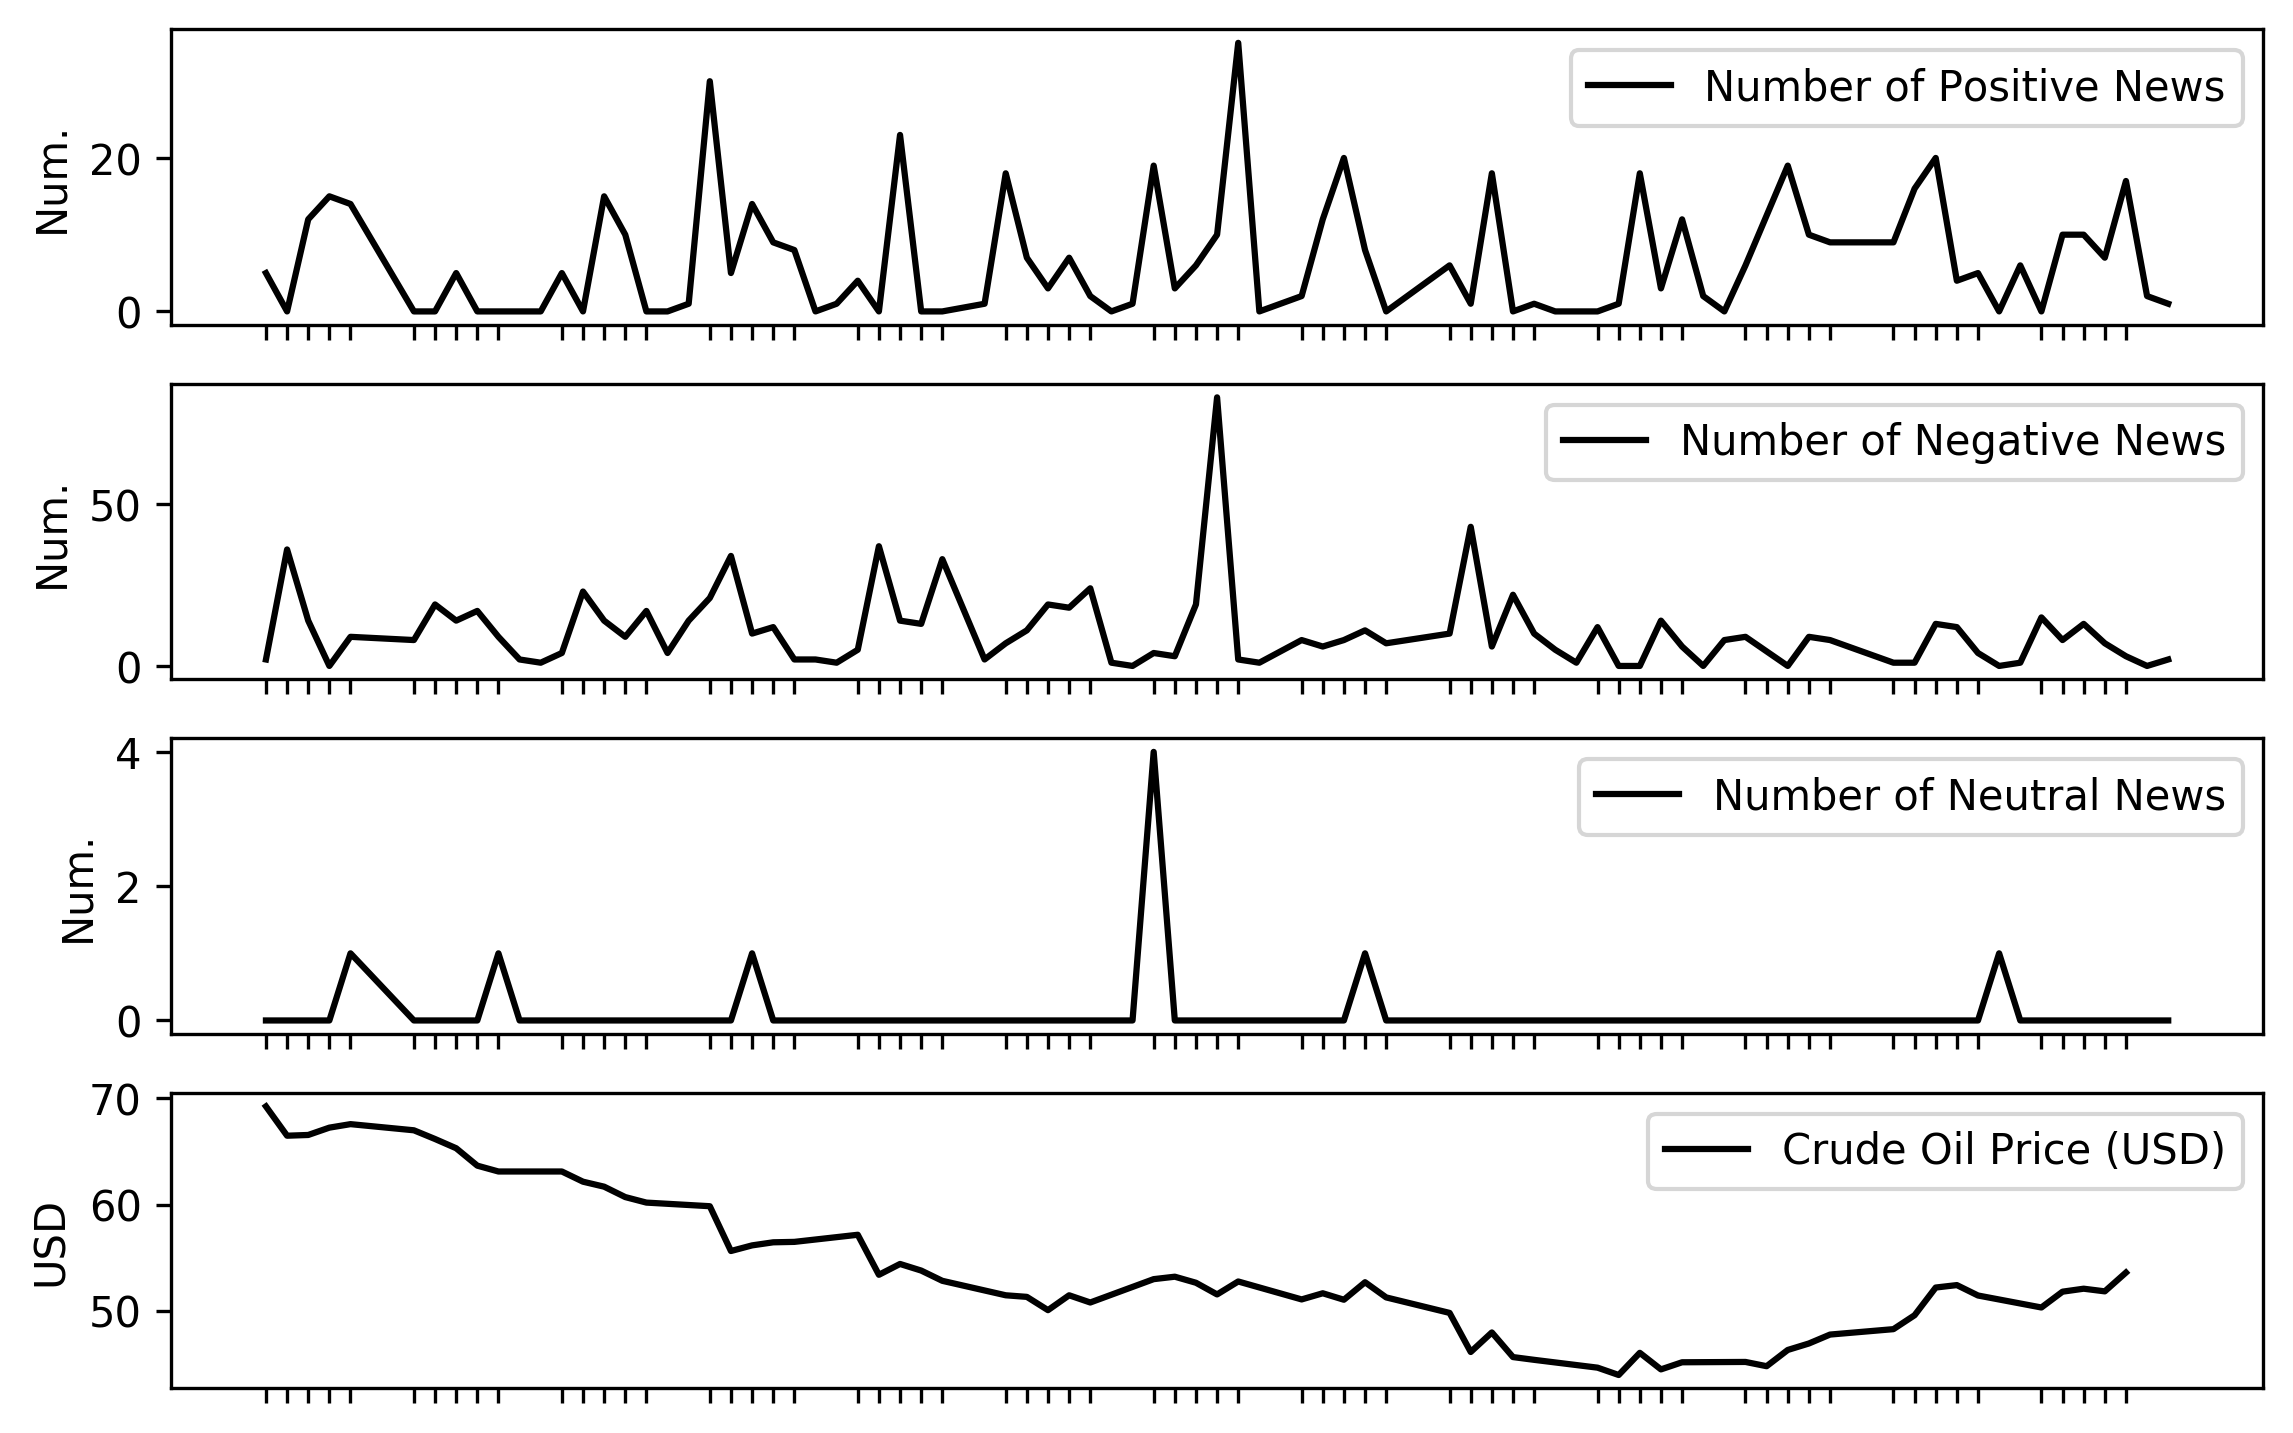 Num.
20
0
Number of Positive News
Num.
50
0
Number of Negative News
Num.
4
2
0
Number of Neutral News
USD
70
60
50
Crude Oil Price (USD)